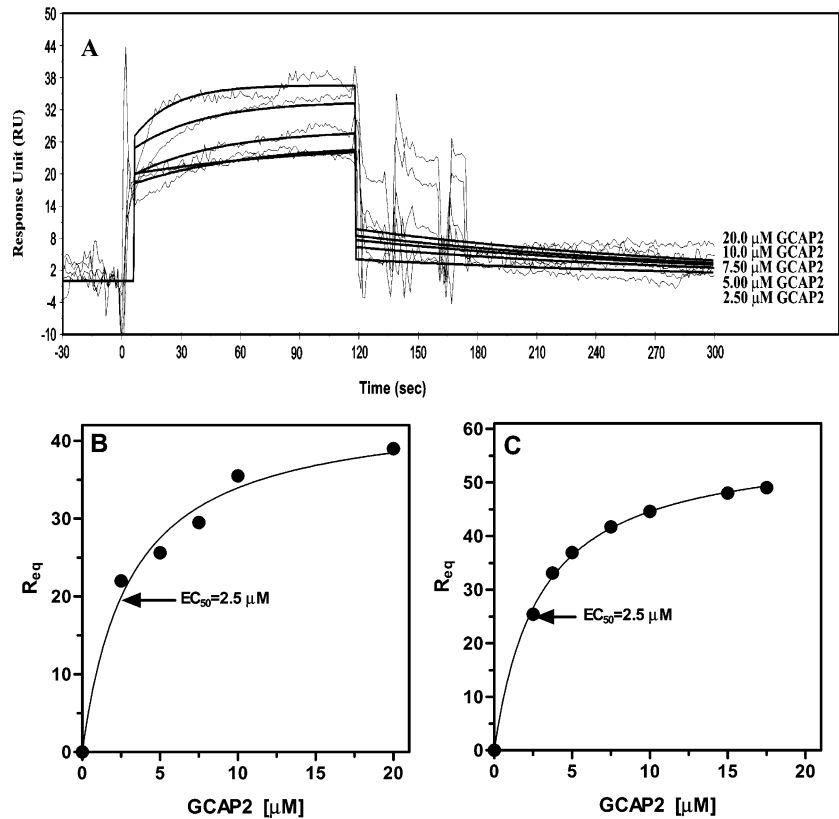 A
Response Unit (RU)
50
44
38
32
26
20
14
8
2
-4
-10
-30
0
30
60
90
120
150
180
210
240
270
300
Time (sec)
20.0 μM GCAP2
10.0 μM GCAP2
7.50 μM GCAP2
5.00 μM GCAP2
2.50 μM GCAP2
B
Req
40
30
20
10
0
EC50=2.5 μM
0
5
10
15
20
GCAP2 [μM]
C
Req
60
50
40
30
20
10
0
EC50=2.5 μM
0
5
10
15
20
GCAP2 [μM]